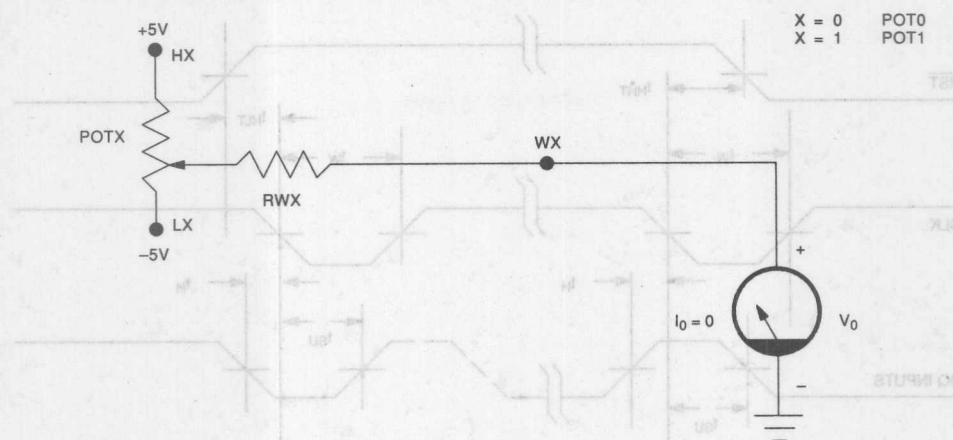 X = 0 POT0
X = 1 POT1
+5V
HX
POTX
RWX
WX
LX
−5V
+
I₀ = 0
V₀
−